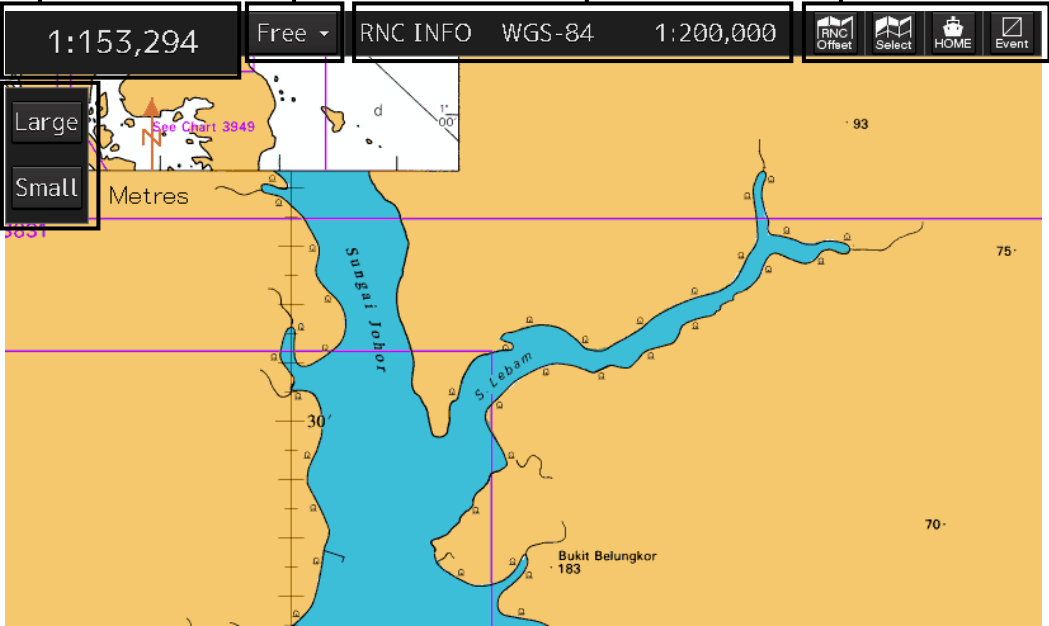 1:153,294
Free
RNC INFO WGS-84 1:200,000
RNC
Offset
Select
HOME
Event
Large
Small
See Chart 3949
N
d
1°
00'
Metres
93
75
Sungai Johor
S. Lebam
30'
70
Bukit Belungkor
183